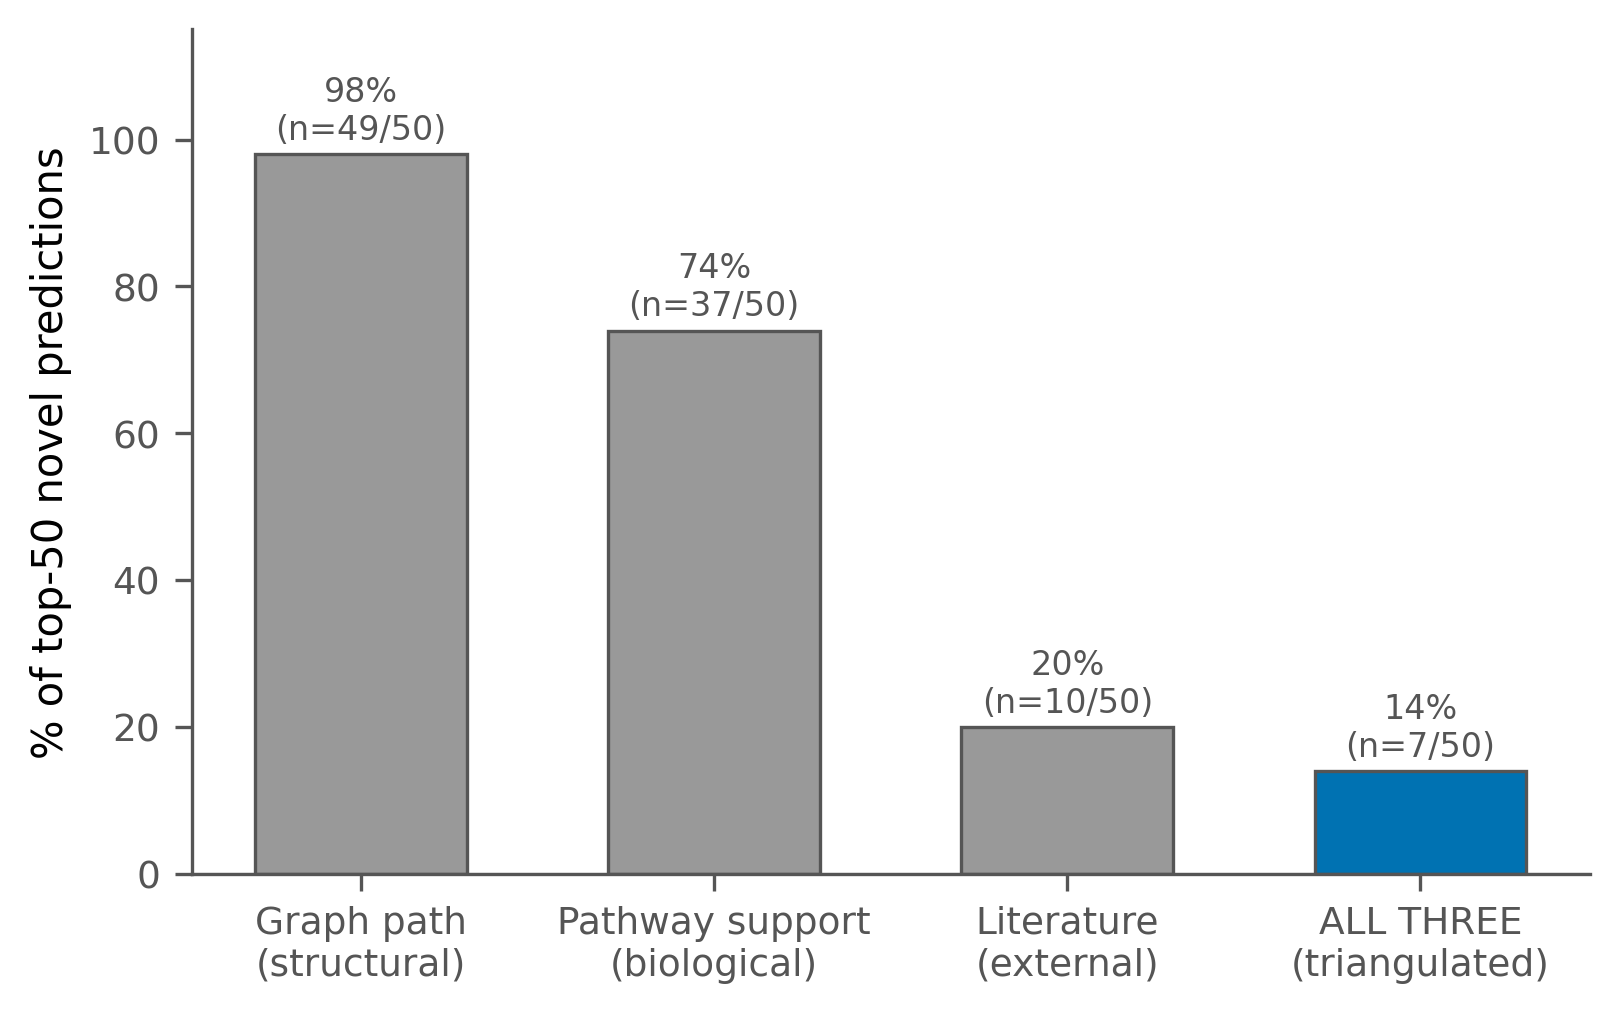 % of top-50 novel predictions
100
80
60
40
20
0
98%
(n=49/50)
74%
(n=37/50)
20%
(n=10/50)
14%
(n=7/50)
Graph path
(structural)
Pathway support
(biological)
Literature
(external)
ALL THREE
(triangulated)